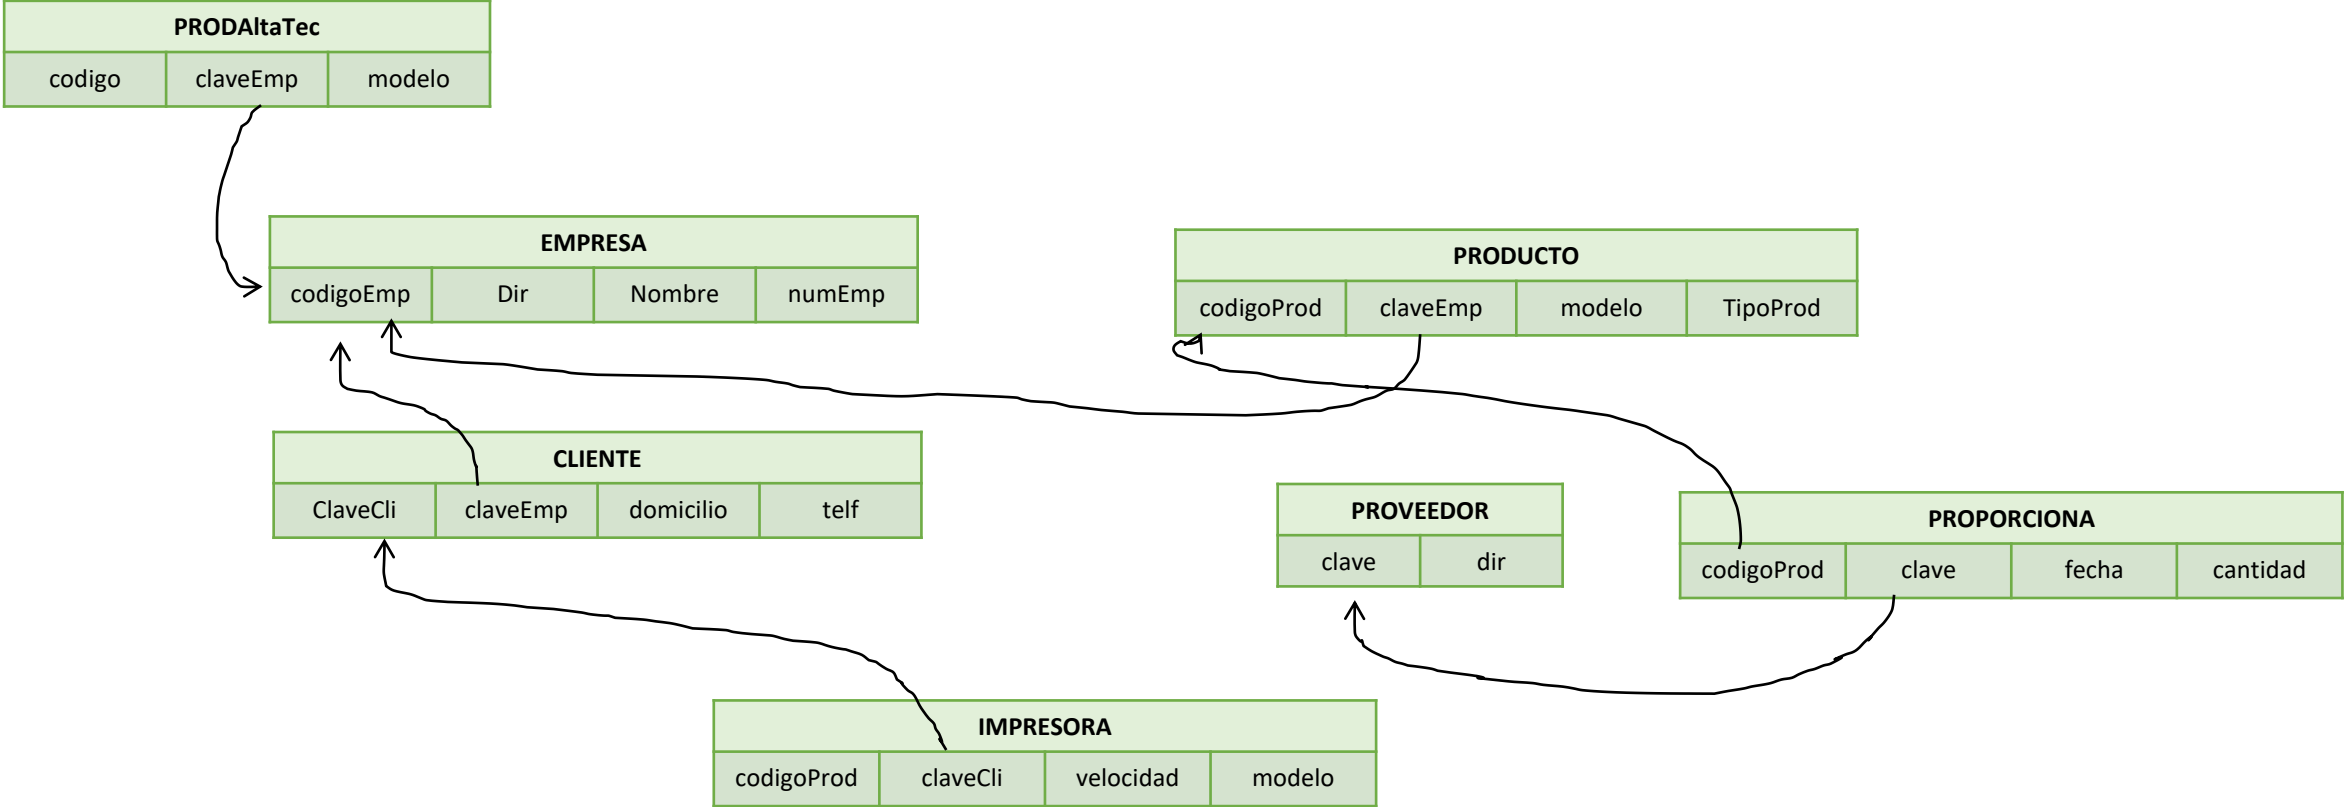 PRODAltaTec
codigo claveEmp modelo
EMPRESA
codigoEmp Dir Nombre numEmp
PRODUCTO
codigoProd claveEmp modelo TipoProd
CLIENTE
ClaveCli claveEmp domicilio telf
PROVEEDOR
clave dir
PROPORCIONA
codigoProd clave fecha cantidad
IMPRESORA
codigoProd claveCli velocidad modelo